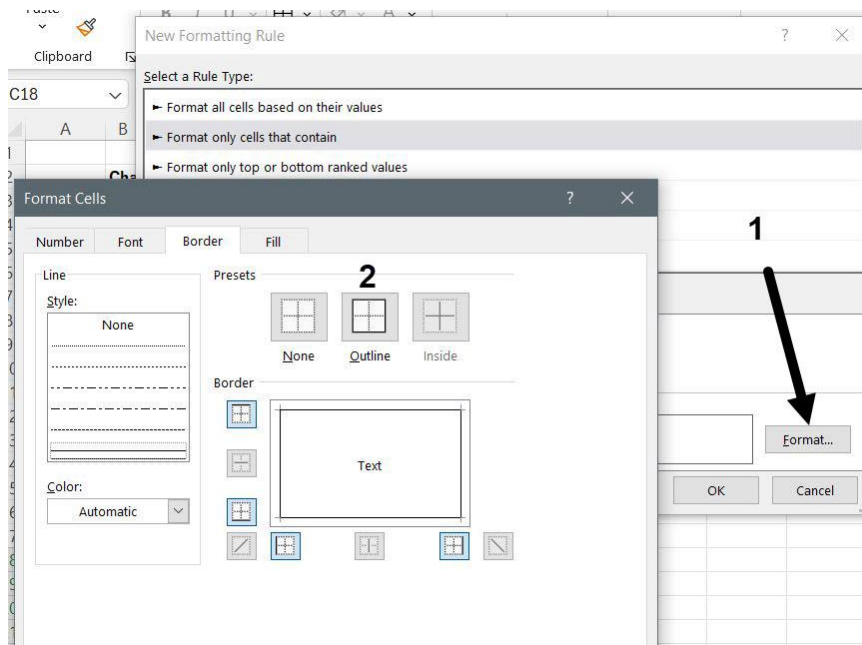 New Formatting Rule ? ×
Clipboard
Select a Rule Type:
C18
► Format all cells based on their values
A B
► Format only cells that contain
► Format only top or bottom ranked values
Cha
Format Cells ? ×
1
Number Font Border Fill
Line
Presets
2
Style:
None
None Outline Inside
Border
Text
Format...
Color:
Automatic
OK Cancel